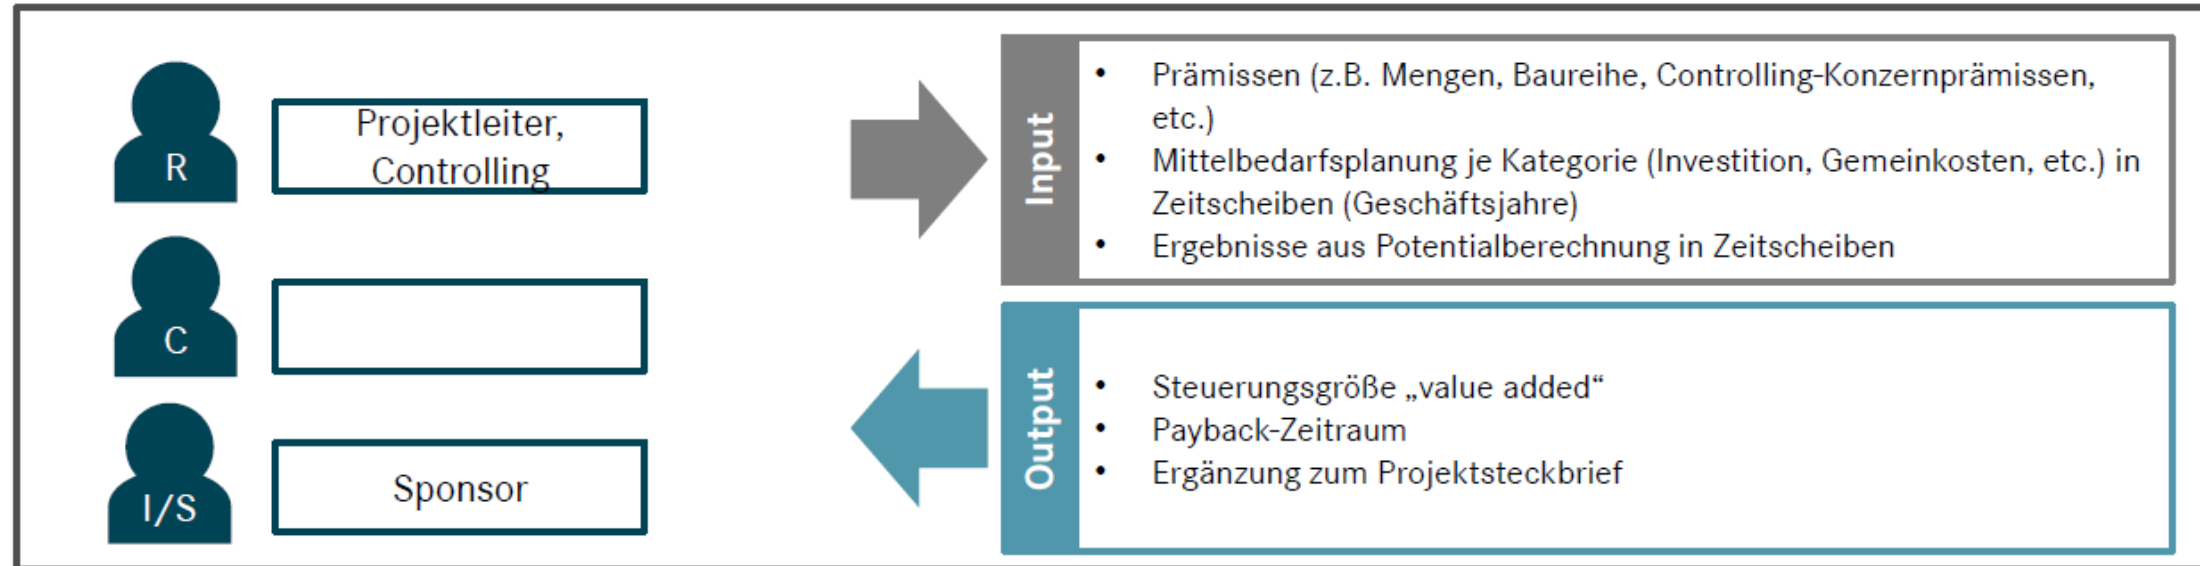 R
Projektleiter,
Controlling
C
I/S
Sponsor
Input
• Prämissen (z.B. Mengen, Baureihe, Controlling-Konzernprämissen,
etc.)
• Mittelbedarfsplanung je Kategorie (Investition, Gemeinkosten, etc.) in
Zeitscheiben (Geschäftsjahre)
• Ergebnisse aus Potentialberechnung in Zeitscheiben
Output
• Steuerungsgröße „value added“
• Payback-Zeitraum
• Ergänzung zum Projektsteckbrief